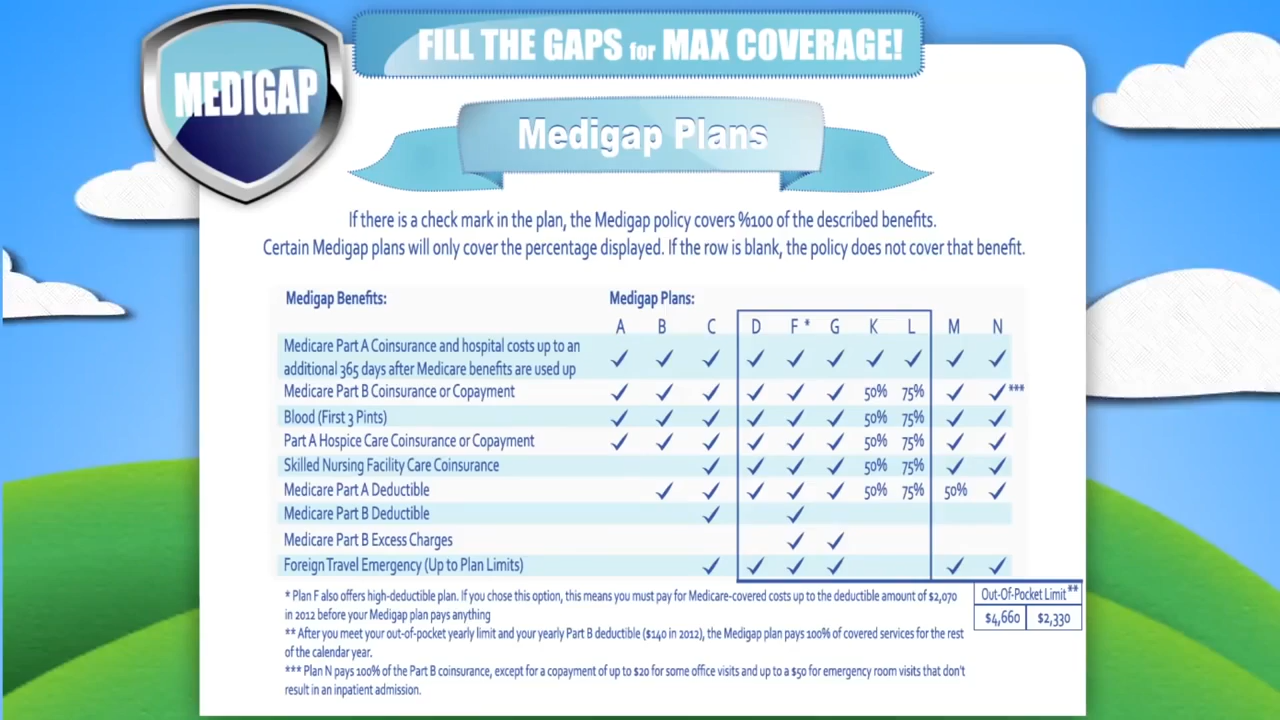 MEDIGAP
FILL THE GAPS for MAX COVERAGE!
Medigap Plans
If there is a check mark in the plan, the Medigap policy covers %100 of the described benefits.
Certain Medigap plans will only cover the percentage displayed. If the row is blank, the policy does not cover that benefit.
Medigap Benefits: Medigap Plans:
A B C D F * G K L M N
Medicare Part A Coinsurance and hospital costs up to an
additional 365 days after Medicare benefits are used up ✓ ✓ ✓ ✓ ✓ ✓ ✓ ✓ ✓ ✓
Medicare Part B Coinsurance or Copayment ✓ ✓ ✓ ✓ ✓ ✓ 50% 75% ✓ ✓ ***
Blood (First 3 Pints) ✓ ✓ ✓ ✓ ✓ ✓ 50% 75% ✓ ✓
Part A Hospice Care Coinsurance or Copayment ✓ ✓ ✓ ✓ ✓ ✓ 50% 75% ✓ ✓
Skilled Nursing Facility Care Coinsurance ✓ ✓ ✓ ✓ 50% 75% ✓ ✓
Medicare Part A Deductible ✓ ✓ ✓ ✓ ✓ 50% 75% 50% ✓
Medicare Part B Deductible ✓ ✓
Medicare Part B Excess Charges ✓ ✓
Foreign Travel Emergency (Up to Plan Limits) ✓ ✓ ✓ ✓ ✓ ✓
* Plan F also offers high-deductible plan. If you chose this option, this means you must pay for Medicare-covered costs up to the deductible amount of $2,070
in 2012 before your Medigap plan pays anything
** After you meet your out-of-pocket yearly limit and your yearly Part B deductible ($140 in 2012), the Medigap plan pays 100% of covered services for the rest
of the calendar year.
*** Plan N pays 100% of the Part B coinsurance, except for a copayment of up to $20 for some office visits and up to a $50 for emergency room visits that don't
result in an inpatient admission.
Out-Of-Pocket Limit **
$4,660 $2,330